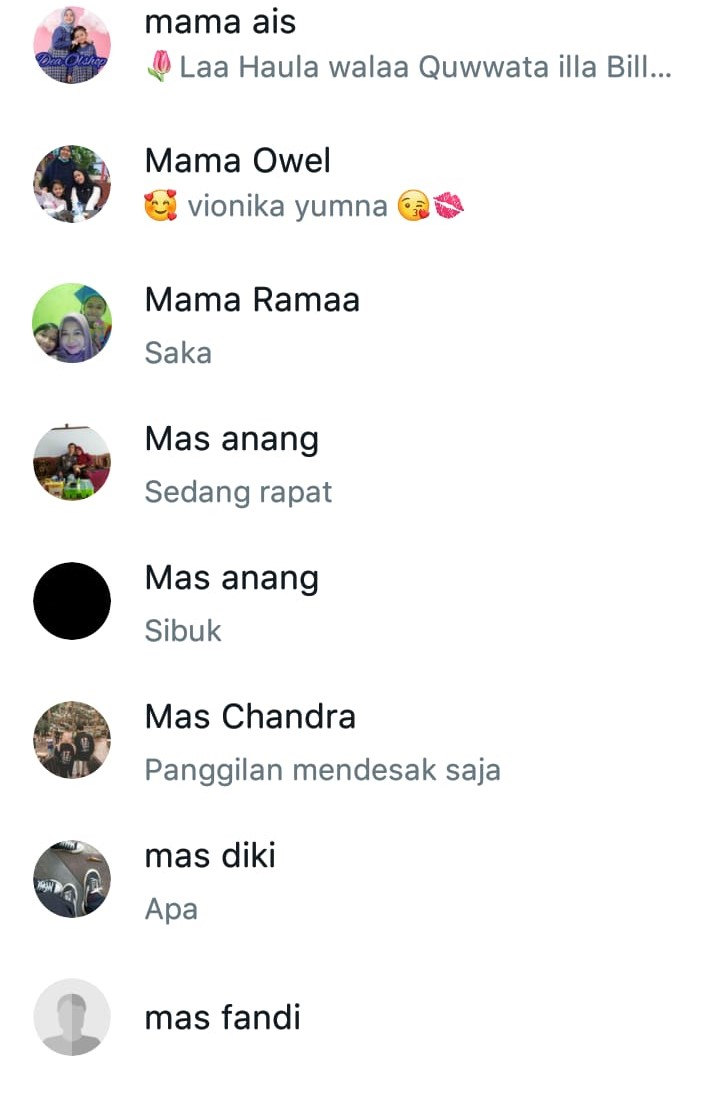 mama ais
🌷 Laa Haula walaa Quwwata illa Bill...
Mama Owel
🥰 vionika yumna 😘💋
Mama Ramaa
Saka
Mas anang
Sedang rapat
Mas anang
Sibuk
Mas Chandra
Panggilan mendesak saja
mas diki
Apa
mas fandi